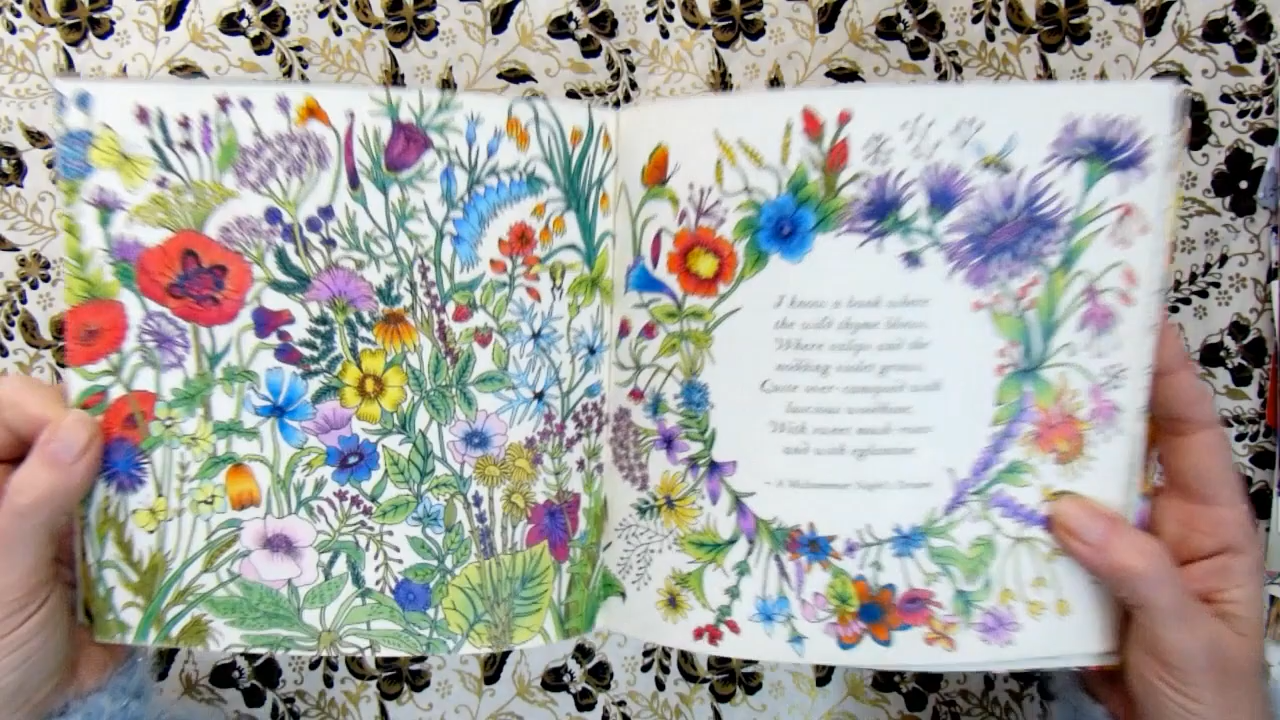 I know a bank where
the wild thyme blows,
Where oxlips and the
nodding violet grows,
Quite over-canopied with
luscious woodbine,
With sweet musk-roses
and with eglantine.
~ A Midsummer Night's Dream